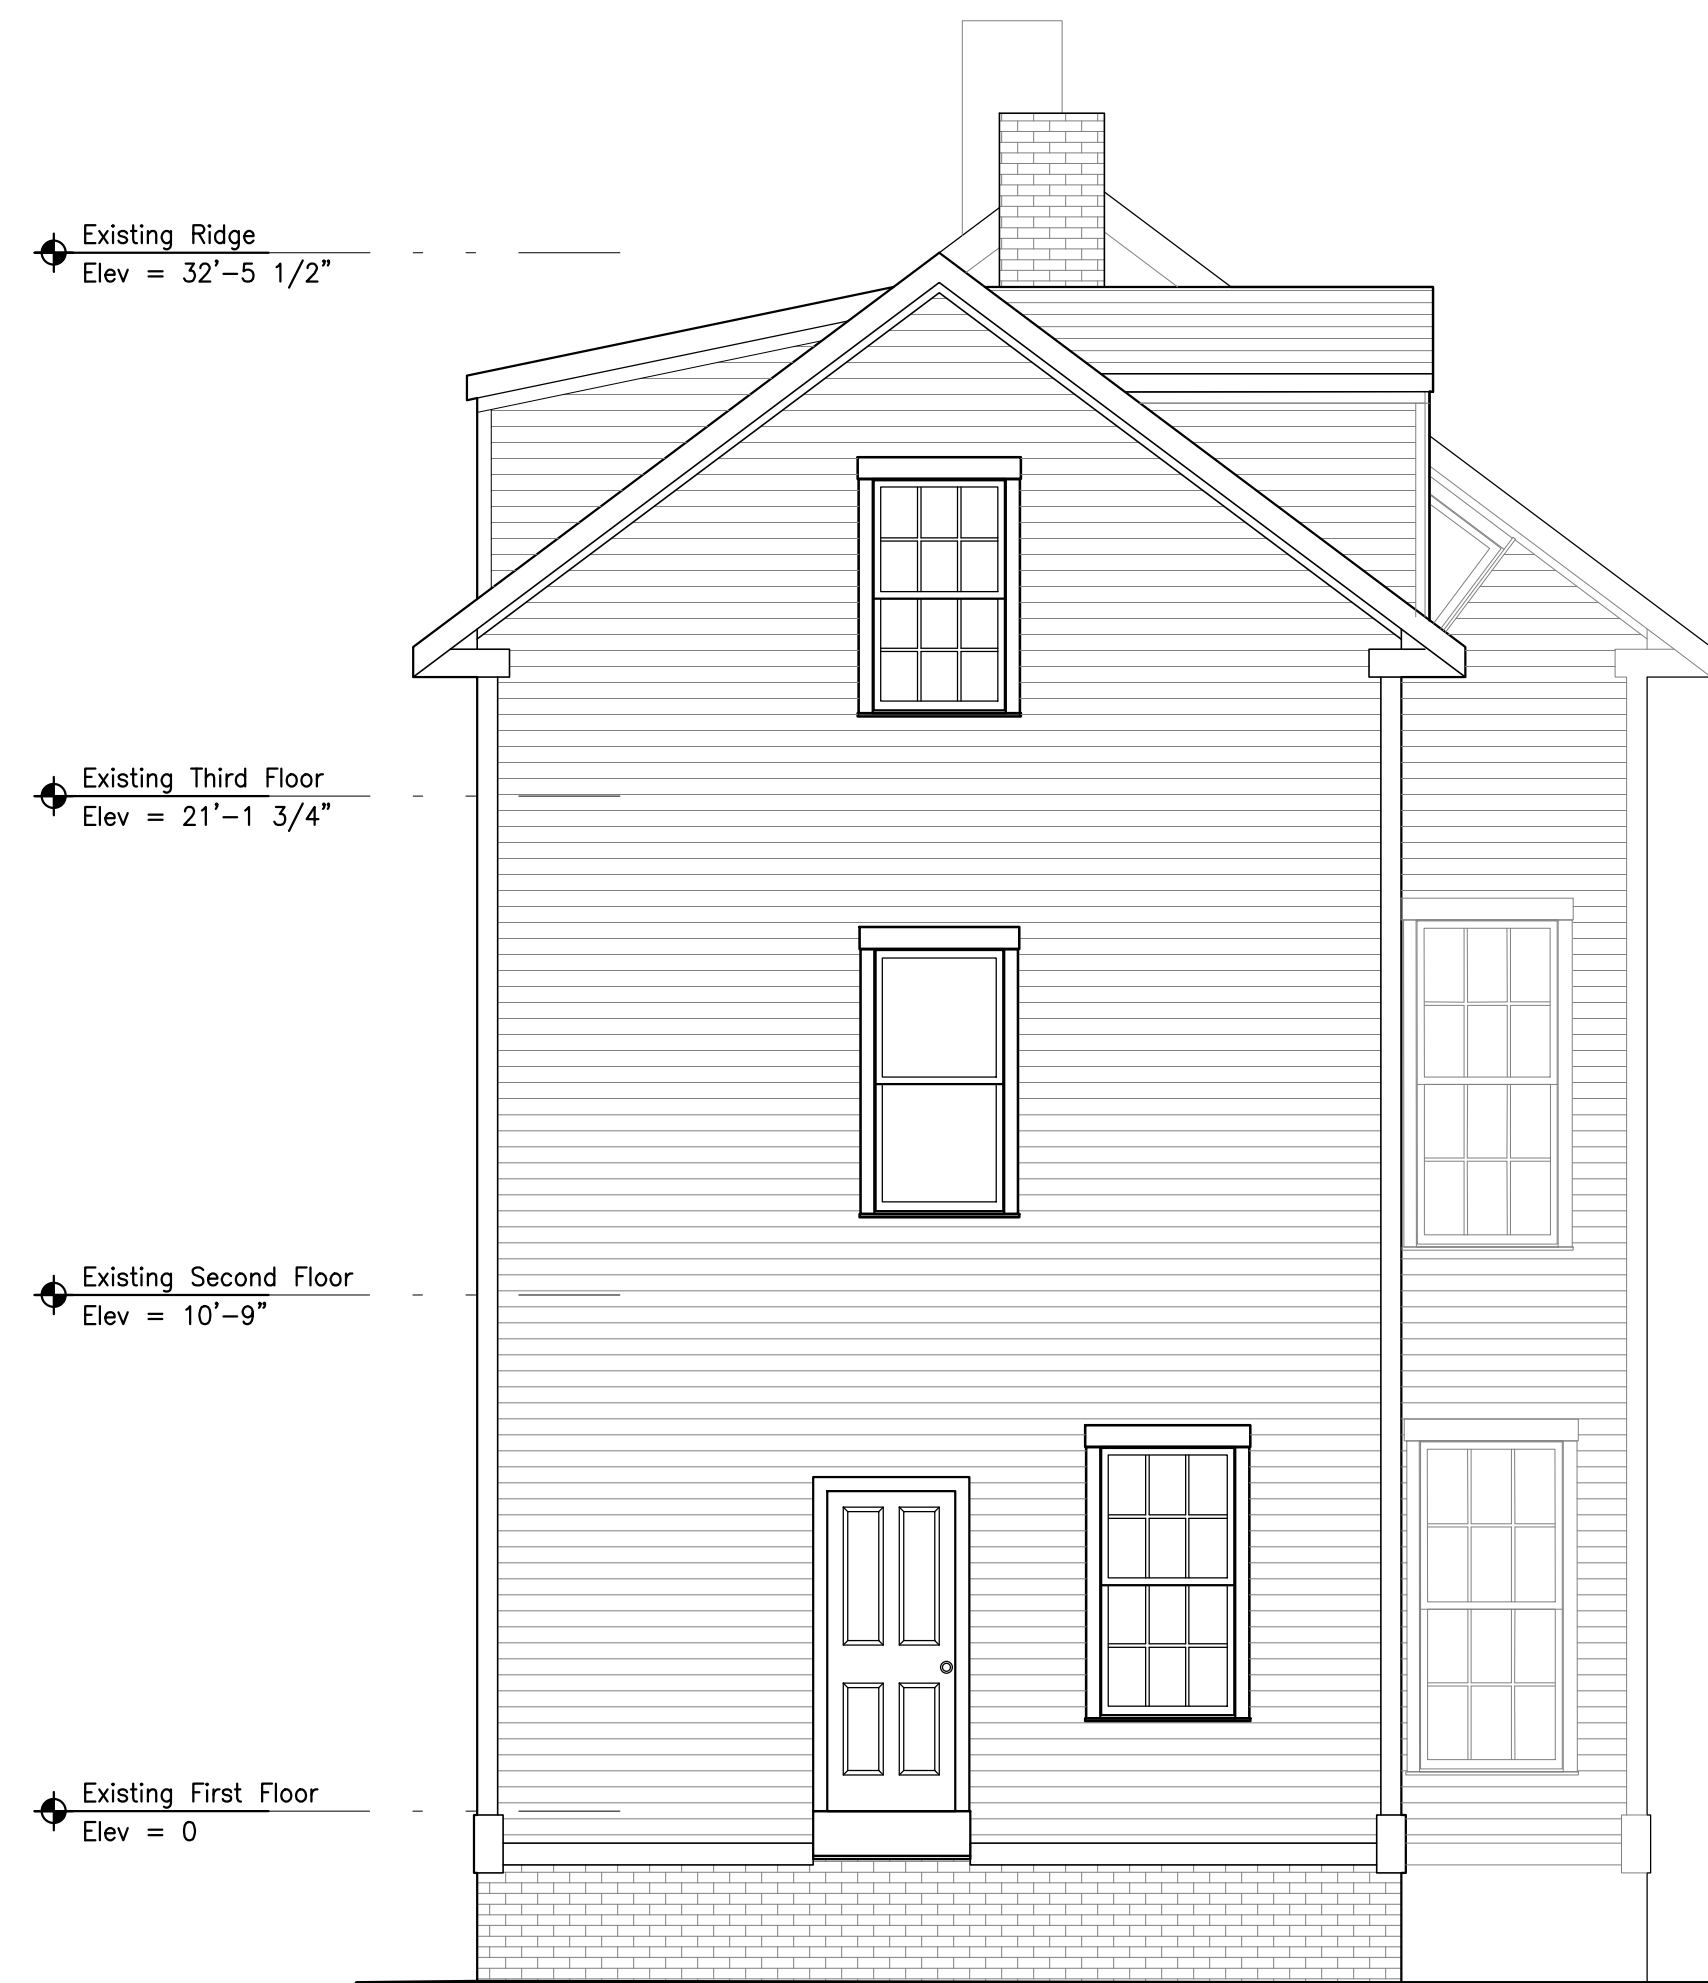 Existing Ridge
Elev = 32'-5 1/2"
Existing Third Floor
Elev = 21'-1 3/4"
Existing Second Floor
Elev = 10'-9"
Existing First Floor
Elev = 0